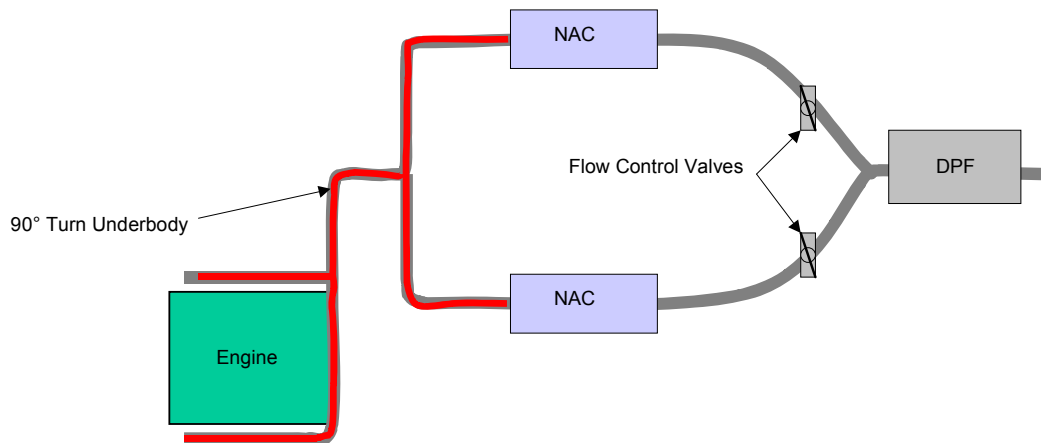 NAC
Flow Control Valves
DPF
90° Turn Underbody
NAC
Engine